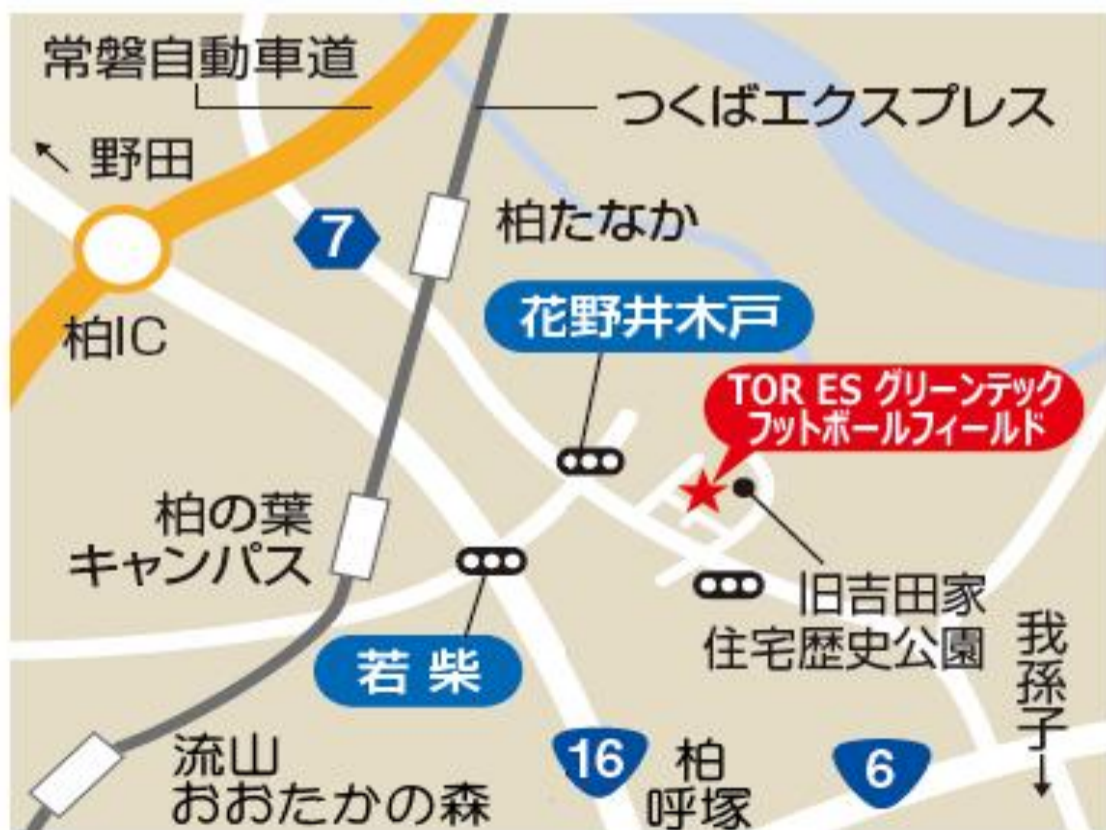 常磐自動車道
つくばエクスプレス
野田
7
柏たなか
花野井木戸
柏IC
TOR ES グリーンテック
フットボールフィールド
柏の葉
キャンパス
旧吉田家
住宅歴史公園
我孫子
若柴
流山
おおたかの森
16
柏
呼塚
6